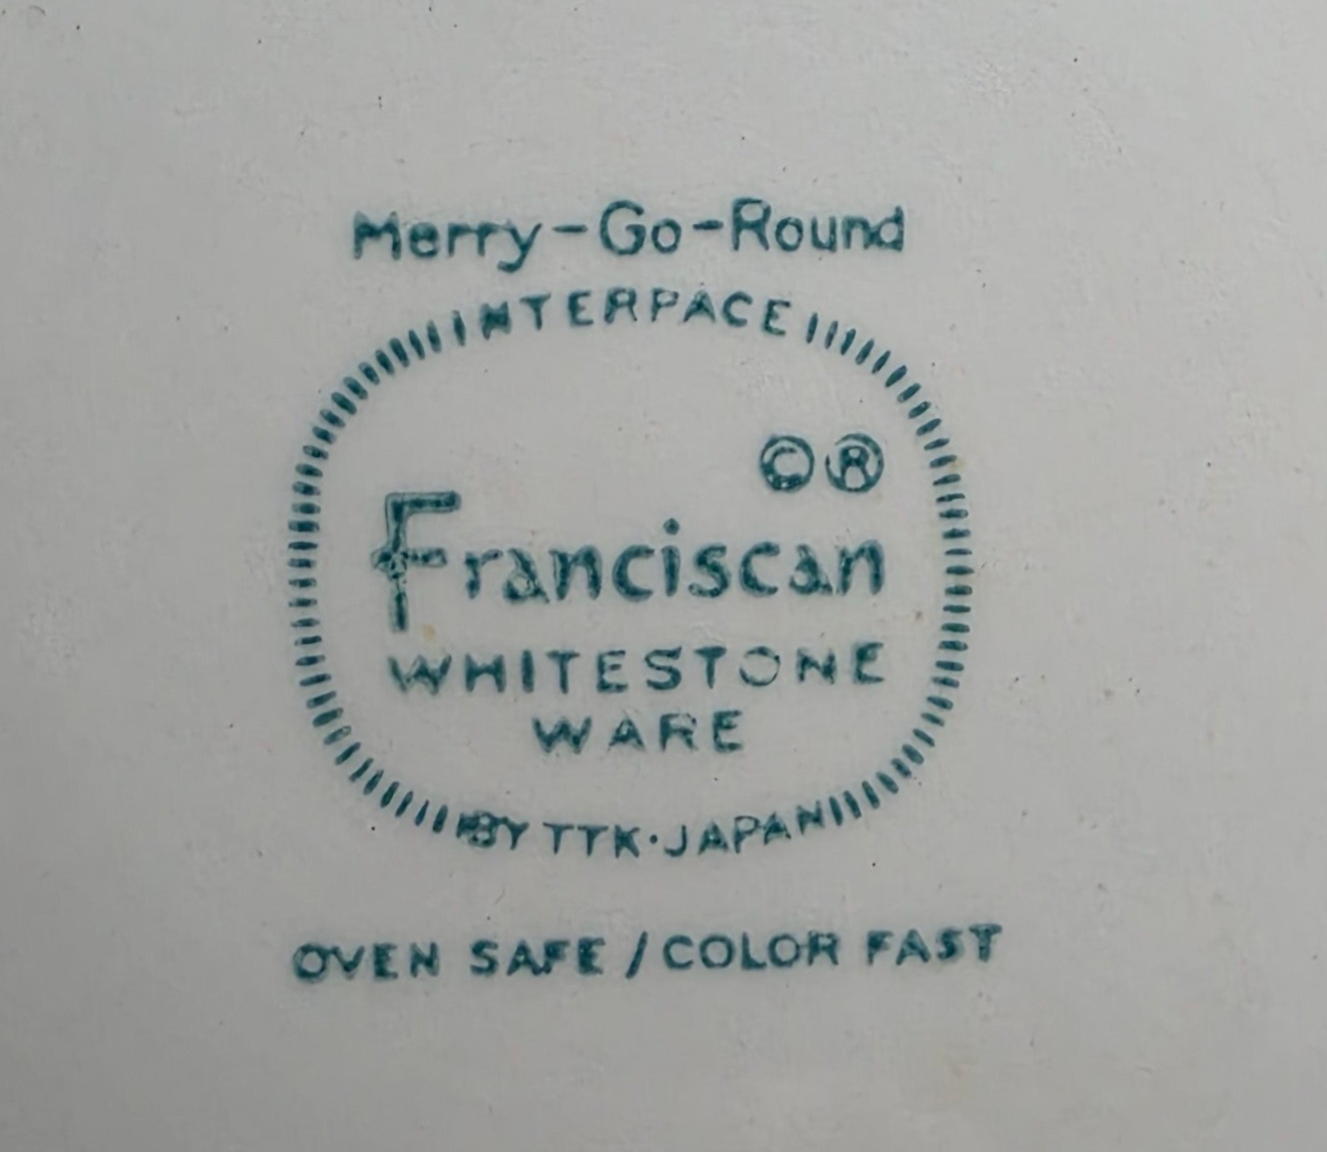 Merry-Go-Round
INTERPACE
©®
Franciscan
WHITESTONE
WARE
BY TTK·JAPAN
OVEN SAFE / COLOR FAST